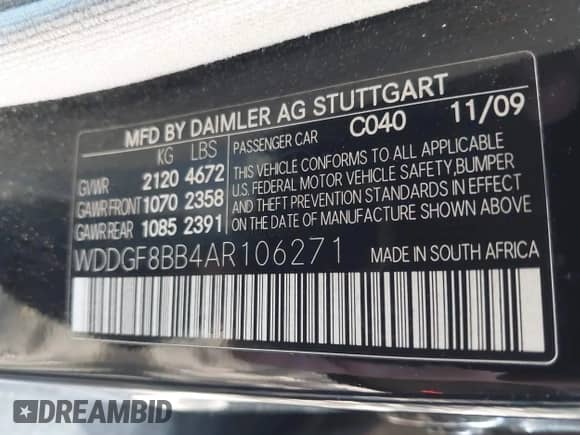 MFD BY DAIMLER AG STUTTGART
KG LBS PASSENGER CAR C040 11/09
GVWR 2120 4672
GAWR FRONT 1070 2358
GAWR REAR 1085 2391
THIS VEHICLE CONFORMS TO ALL APPLICABLE
U.S. FEDERAL MOTOR VEHICLE SAFETY, BUMPER
AND THEFT PREVENTION STANDARDS IN EFFECT
ON THE DATE OF MANUFACTURE SHOWN ABOVE.
WDDGF8BB4AR106271 MADE IN SOUTH AFRICA
DREAMBID